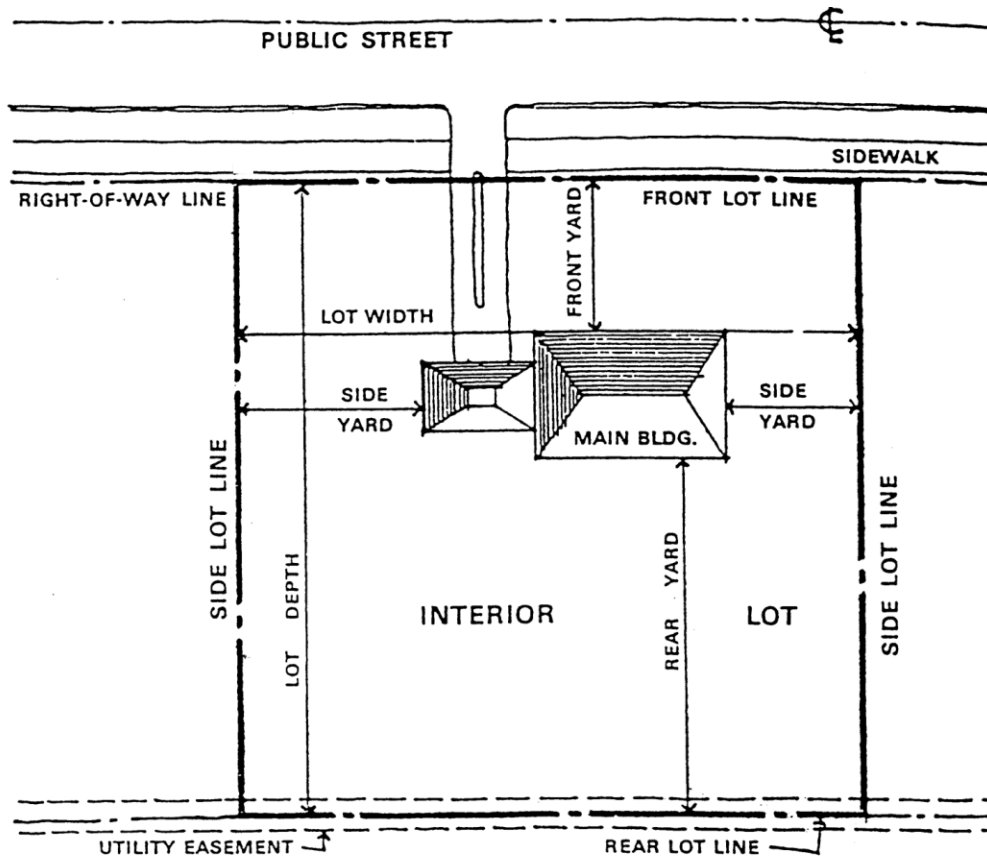 PUBLIC STREET
SIDEWALK
RIGHT-OF-WAY LINE
FRONT LOT LINE
FRONT YARD
LOT WIDTH
SIDE
YARD
SIDE
YARD
MAIN BLDG.
SIDE LOT LINE
LOT DEPTH
INTERIOR LOT
REAR YARD
SIDE LOT LINE
UTILITY EASEMENT
REAR LOT LINE